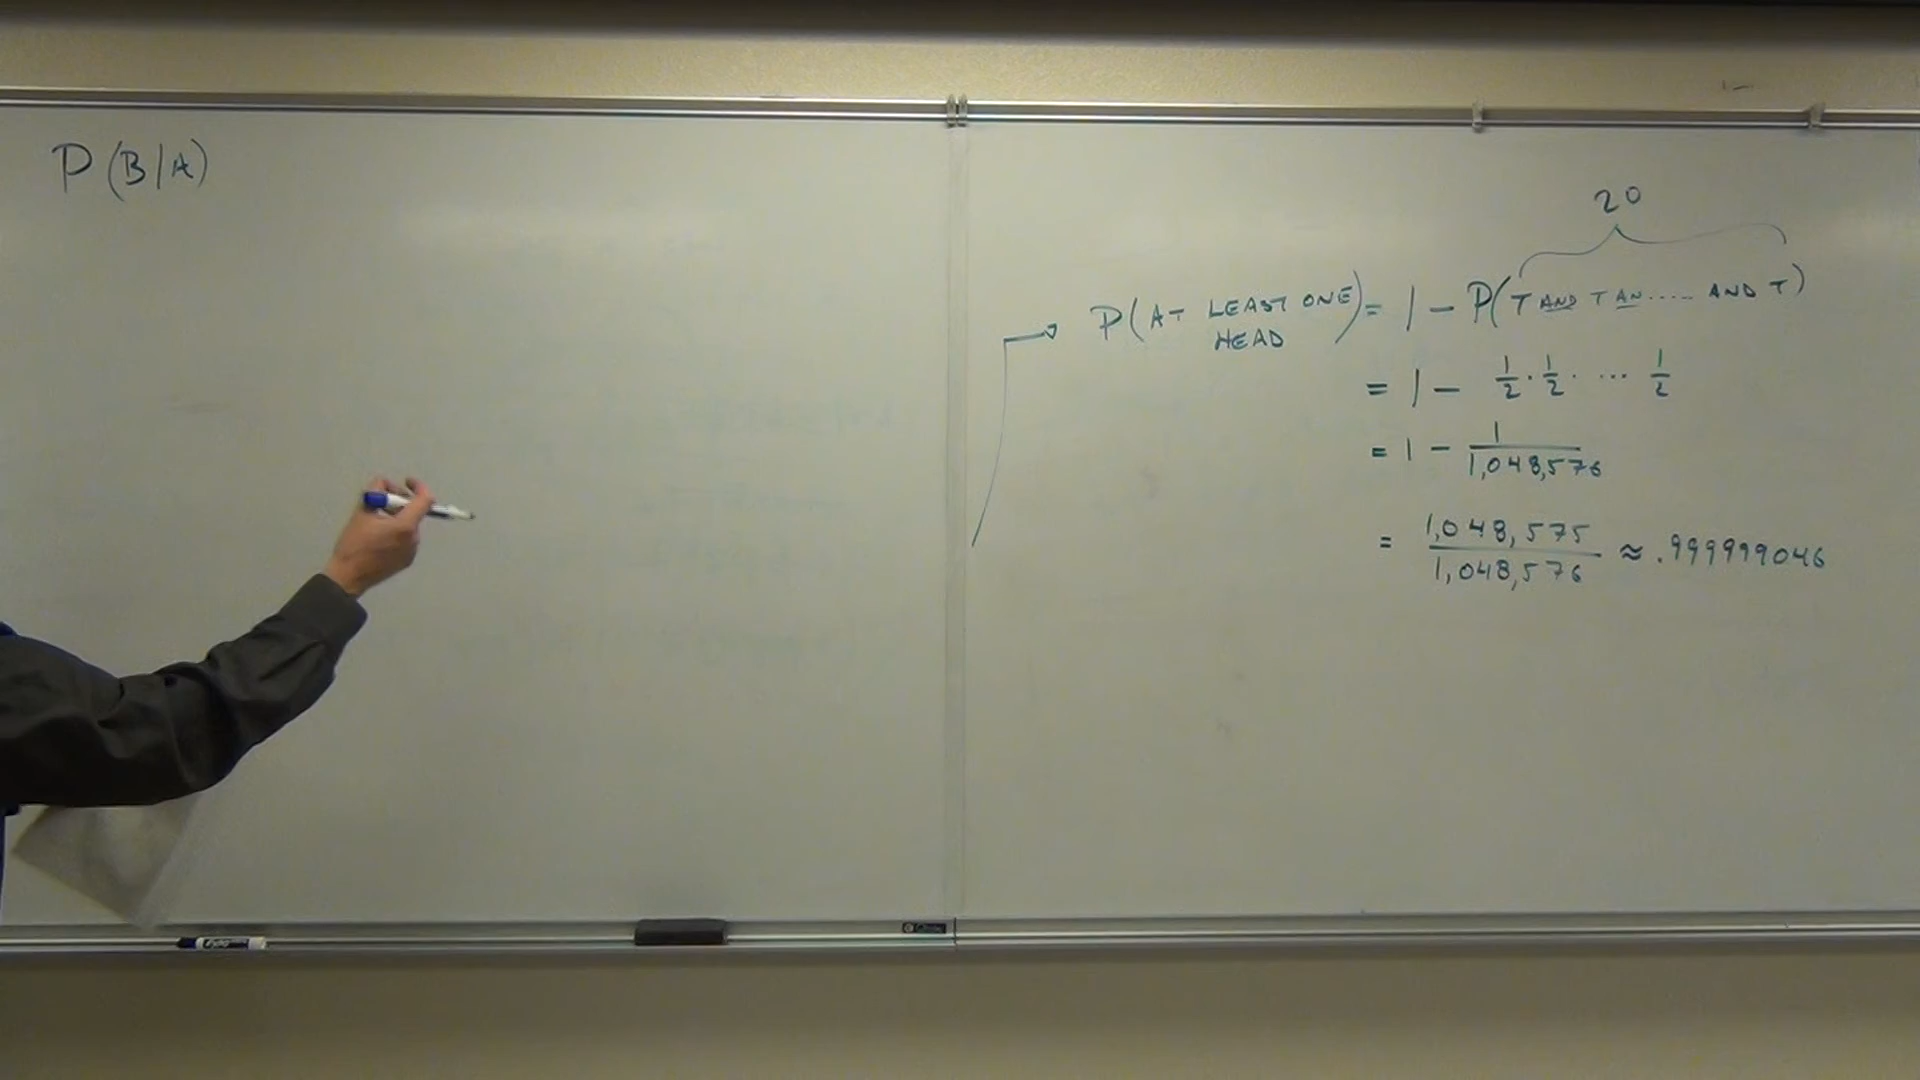 P(B|A)
20
P(AT LEAST ONE HEAD) = 1 - P(T AND T AN..... AND T)
= 1 - 1/2 · 1/2 · ... 1/2
= 1 - 1/1,048,576
= 1,048,575/1,048,576 ≈ .999999046